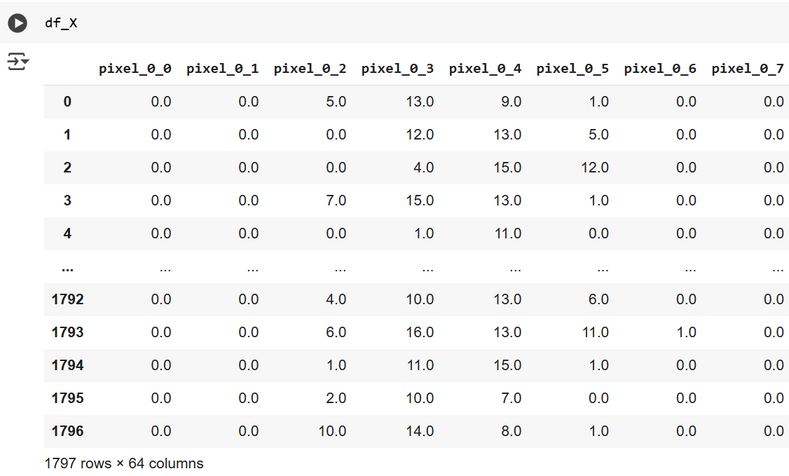 df_X
pixel_0_0 pixel_0_1 pixel_0_2 pixel_0_3 pixel_0_4 pixel_0_5 pixel_0_6 pixel_0_7
0 0.0 0.0 5.0 13.0 9.0 1.0 0.0 0.0
1 0.0 0.0 0.0 12.0 13.0 5.0 0.0 0.0
2 0.0 0.0 0.0 4.0 15.0 12.0 0.0 0.0
3 0.0 0.0 7.0 15.0 13.0 1.0 0.0 0.0
4 0.0 0.0 0.0 1.0 11.0 0.0 0.0 0.0
... ... ... ... ... ... ... ... ...
1792 0.0 0.0 4.0 10.0 13.0 6.0 0.0 0.0
1793 0.0 0.0 6.0 16.0 13.0 11.0 1.0 0.0
1794 0.0 0.0 1.0 11.0 15.0 1.0 0.0 0.0
1795 0.0 0.0 2.0 10.0 7.0 0.0 0.0 0.0
1796 0.0 0.0 10.0 14.0 8.0 1.0 0.0 0.0
1797 rows × 64 columns